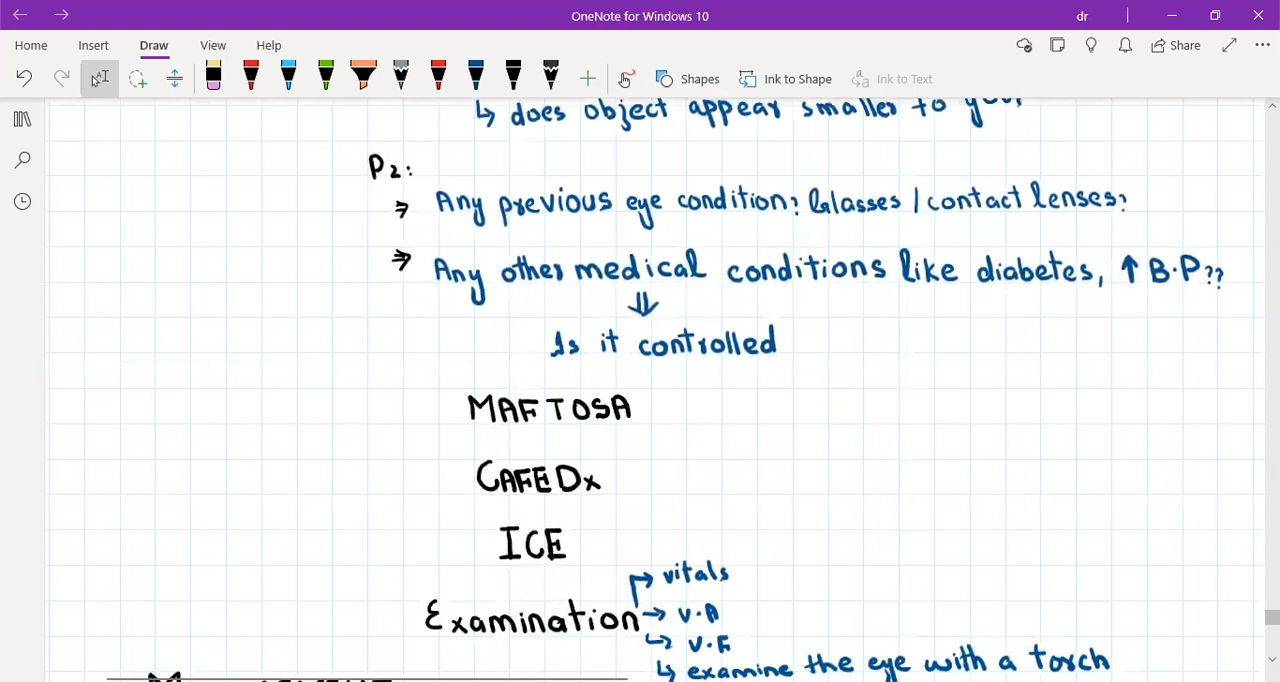 OneNote for Windows 10
dr
Home Insert Draw View Help
Share
Shapes Ink to Shape Ink to Text
↳ does object appear smaller to you?
P2:
⇒ Any previous eye condition? Glasses / contact lenses?
⇒ Any other medical conditions like diabetes, ↑ B.P??
⇓
Is it controlled
MAFTOSA
CAFEDx
ICE
Examination
→ vitals
→ V.A
↳ V.F
↳ examine the eye with a torch